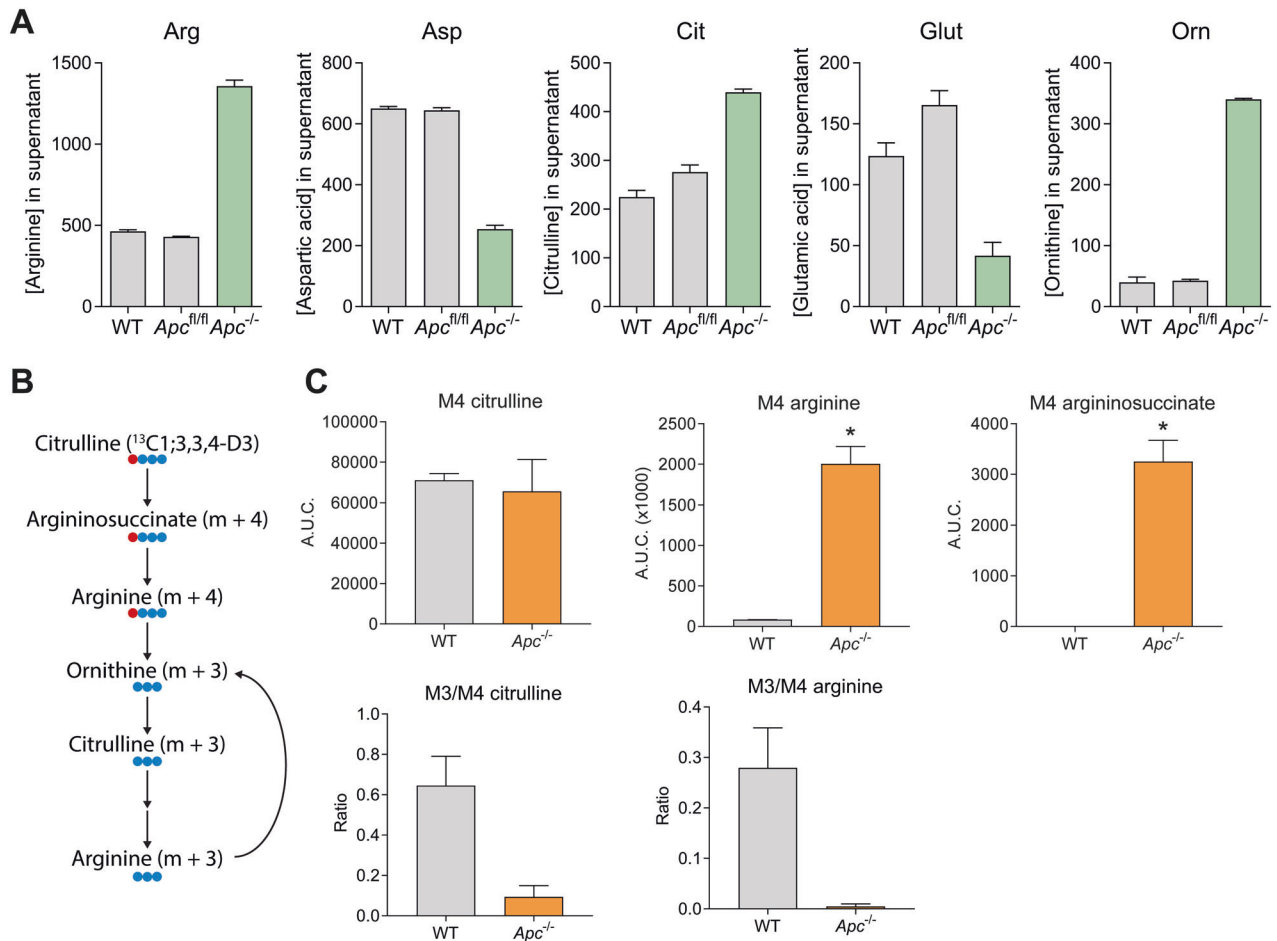 A
Arg
Asp
Cit
Glut
Orn
[Arginine] in supernatant
1500
1000
500
0
WT Apcfl/fl Apc-/-
[Aspartic acid] in supernatant
800
600
400
200
0
WT Apcfl/fl Apc-/-
[Citrulline] in supernatant
500
400
300
200
100
0
WT Apcfl/fl Apc-/-
[Glutamic acid] in supernatant
200
150
100
50
0
WT Apcfl/fl Apc-/-
[Ornithine] in supernatant
400
300
200
100
0
WT Apcfl/fl Apc-/-
B
Citrulline (13C1;3,3,4-D3)
Argininosuccinate (m + 4)
Arginine (m + 4)
Ornithine (m + 3)
Citrulline (m + 3)
Arginine (m + 3)
C
M4 citrulline
A.U.C.
100000
80000
60000
40000
20000
0
WT Apc-/-
M4 arginine
A.U.C. (x1000)
2500
2000
1500
1000
500
0
*
WT Apc-/-
M4 argininosuccinate
A.U.C.
4000
3000
2000
1000
0
*
WT Apc-/-
M3/M4 citrulline
Ratio
1.0
0.8
0.6
0.4
0.2
0.0
WT Apc-/-
M3/M4 arginine
Ratio
0.4
0.3
0.2
0.1
0.0
WT Apc-/-